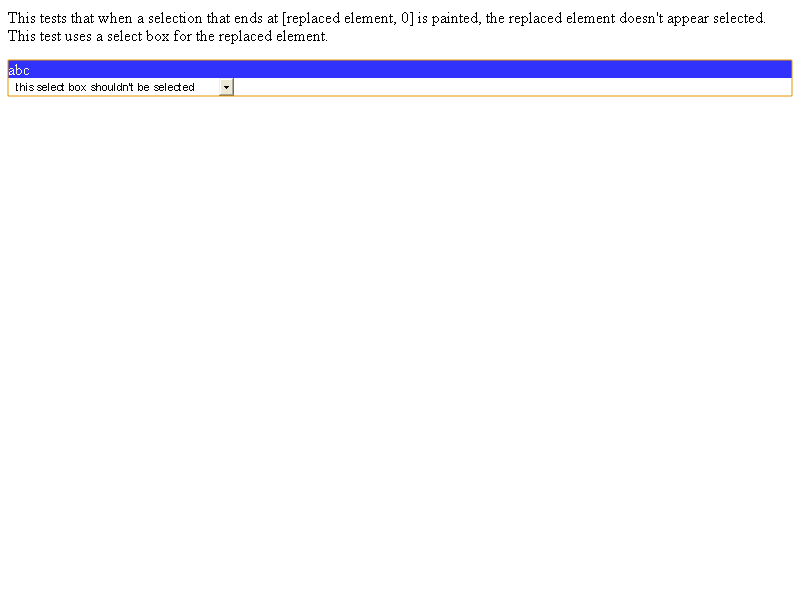 This tests that when a selection that ends at [replaced element, 0] is painted, the replaced element doesn't appear selected.
This test uses a select box for the replaced element.
abc
this select box shouldn't be selected